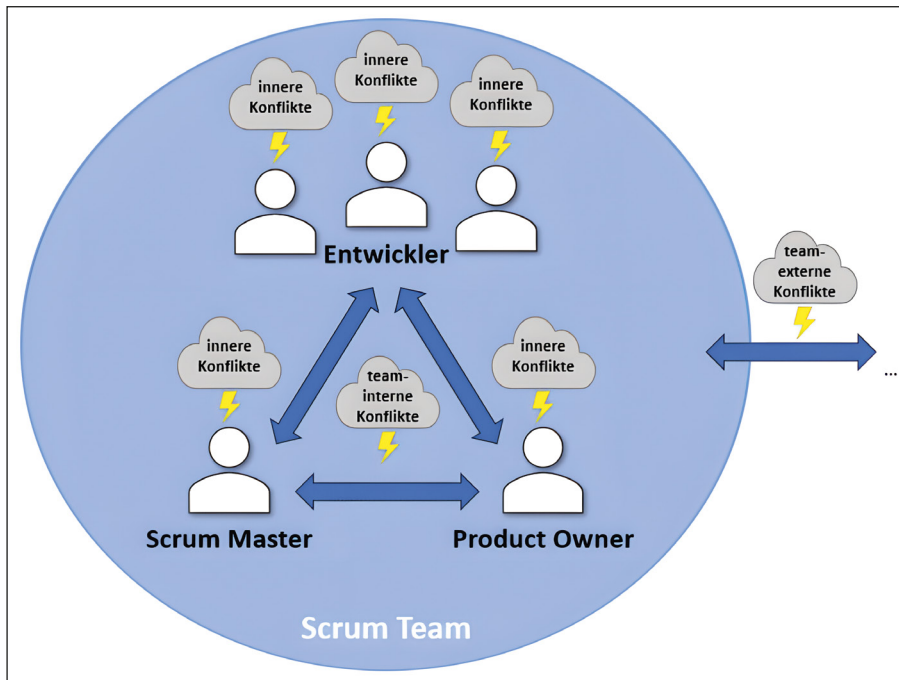 innere
Konflikte
innere
Konflikte
innere
Konflikte
Entwickler
team-
externe
Konflikte
innere
Konflikte
team-
interne
Konflikte
innere
Konflikte
...
Scrum Master
Product Owner
Scrum Team